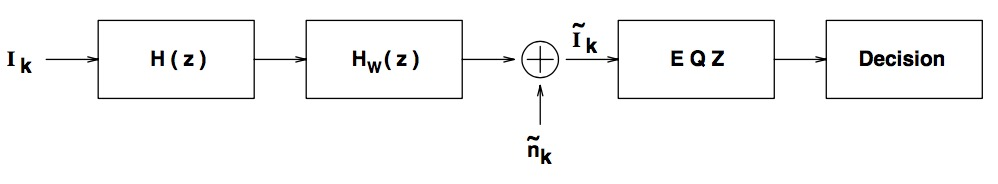 I k H ( z ) H W ( z ) Ĩ k E Q Z Decision
ñ k